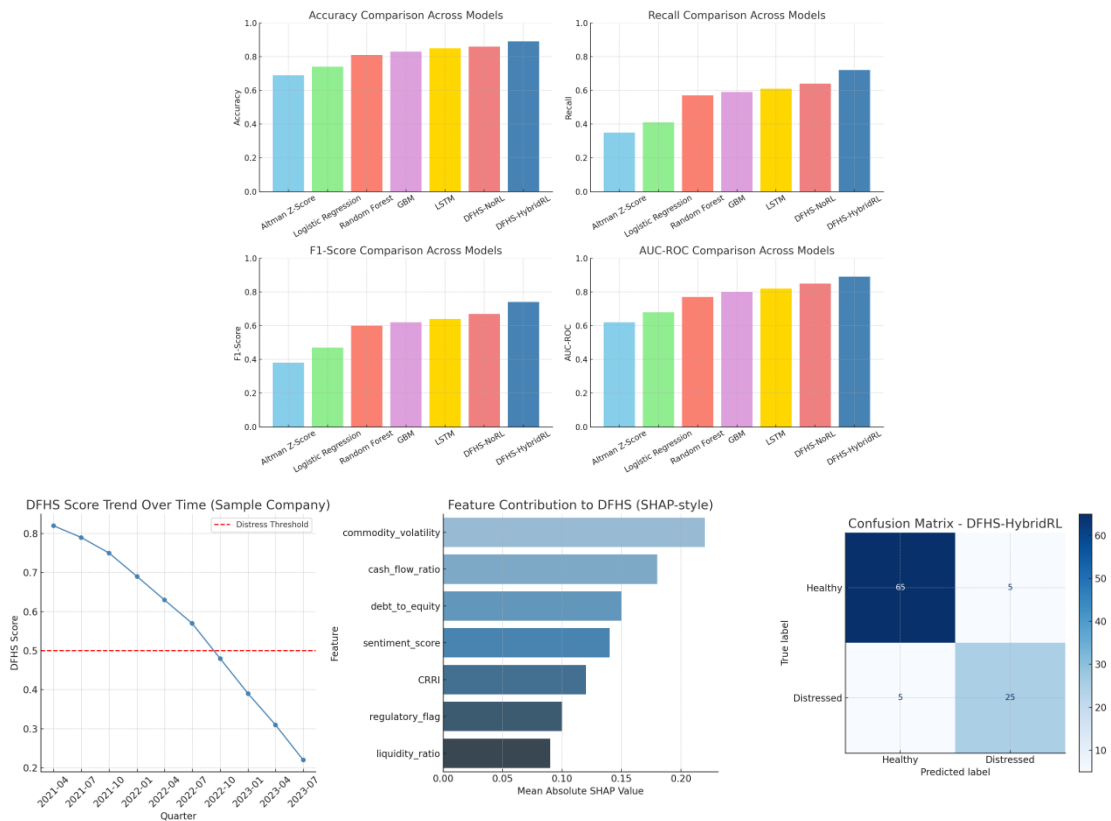 Accuracy Comparison Across Models
Accuracy
1.0
0.8
0.6
0.4
0.2
0.0
Altman Z-Score
Logistic Regression
Random Forest
GBM
LSTM
DFHS-NoRL
DFHS-HybridRL
Recall Comparison Across Models
Recall
1.0
0.8
0.6
0.4
0.2
0.0
Altman Z-Score
Logistic Regression
Random Forest
GBM
LSTM
DFHS-NoRL
DFHS-HybridRL
F1-Score Comparison Across Models
F1-Score
1.0
0.8
0.6
0.4
0.2
0.0
Altman Z-Score
Logistic Regression
Random Forest
GBM
LSTM
DFHS-NoRL
DFHS-HybridRL
AUC-ROC Comparison Across Models
AUC-ROC
1.0
0.8
0.6
0.4
0.2
0.0
Altman Z-Score
Logistic Regression
Random Forest
GBM
LSTM
DFHS-NoRL
DFHS-HybridRL
DFHS Score Trend Over Time (Sample Company)
Distress Threshold
DFHS Score
0.8
0.7
0.6
0.5
0.4
0.3
0.2
2021-04
2021-07
2021-10
2022-01
2022-04
2022-07
2022-10
2023-01
2023-04
2023-07
Quarter
Feature Contribution to DFHS (SHAP-style)
Feature
commodity_volatility
cash_flow_ratio
debt_to_equity
sentiment_score
CRRI
regulatory_flag
liquidity_ratio
0.00
0.05
0.10
0.15
0.20
Mean Absolute SHAP Value
Confusion Matrix - DFHS-HybridRL
True label
Healthy
65
5
Distressed
5
25
Healthy
Distressed
Predicted label
60
50
40
30
20
10